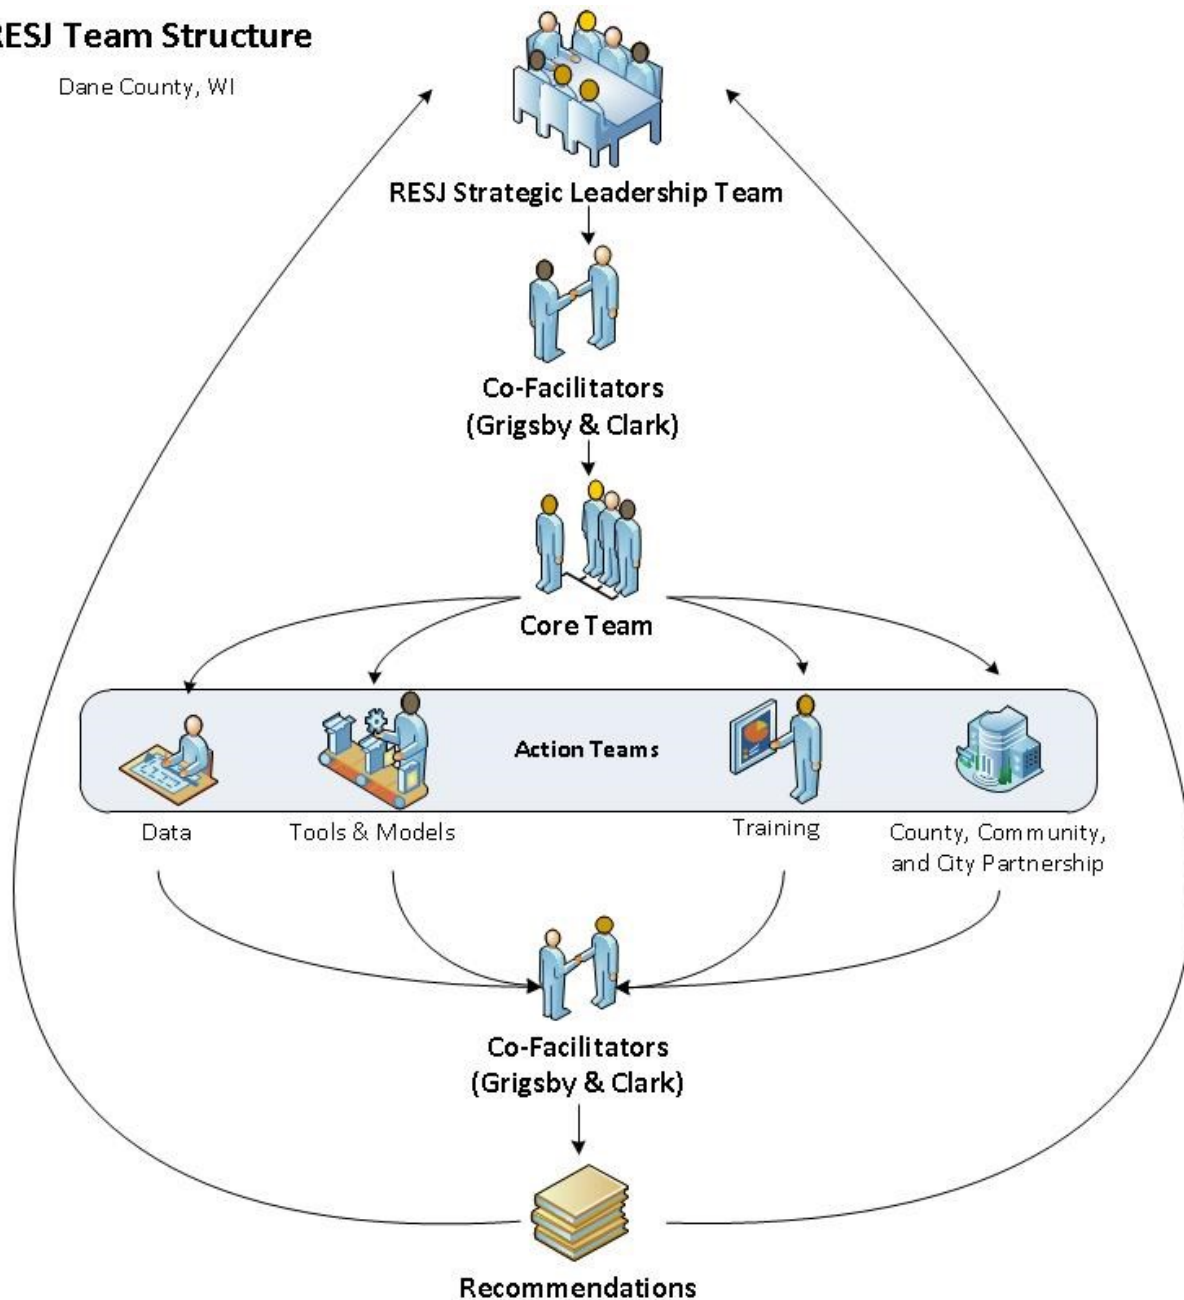 RESJ Team Structure
Dane County, WI
RESJ Strategic Leadership Team
Co-Facilitators
(Grigsby & Clark)
Core Team
Action Teams
Data
Tools & Models
Training
County, Community,
and City Partnership
Co-Facilitators
(Grigsby & Clark)
Recommendations